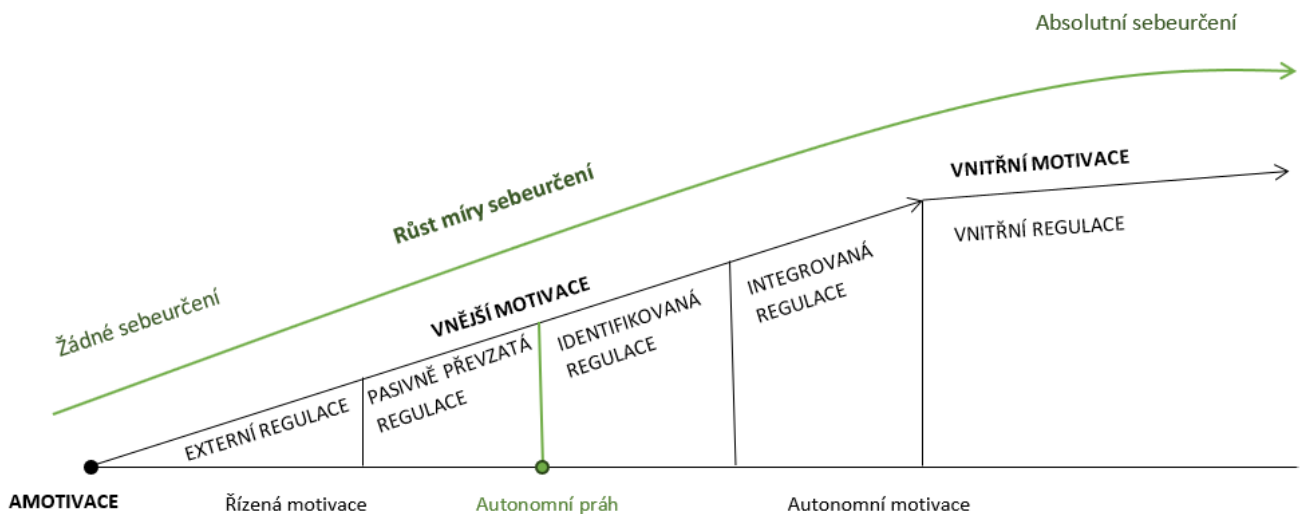 Absolutní sebeurčení
VNITŘNÍ MOTIVACE
Růst míry sebeurčení
VNITŘNÍ REGULACE
INTEGROVANÁ
REGULACE
Žádné sebeurčení
VNĚJŠÍ MOTIVACE
IDENTIFIKOVANÁ
REGULACE
PASIVNĚ PŘEVZATÁ
REGULACE
EXTERNÍ REGULACE
AMOTIVACE
Řízená motivace
Autonomní práh
Autonomní motivace